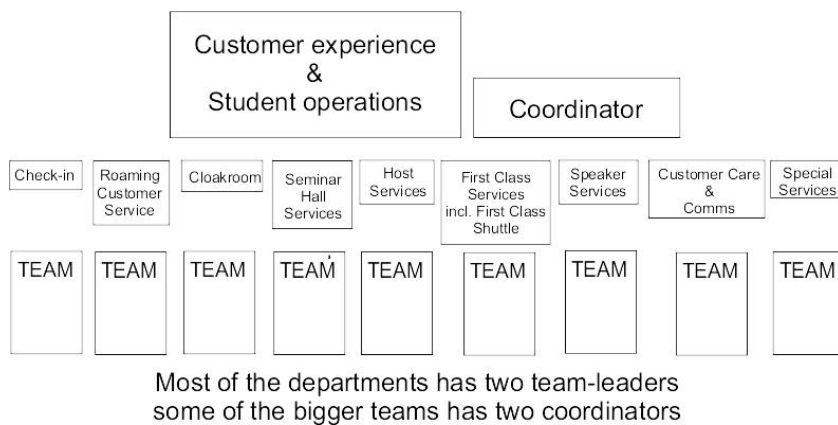 Customer experience
&
Student operations
Coordinator
Check-in
Roaming
Customer
Service
Cloakroom
Seminar
Hall
Services
Host
Services
First Class
Services
incl. First Class
Shuttle
Speaker
Services
Customer Care
&
Comms
Special
Services
TEAM
TEAM
TEAM
TEAM
TEAM
TEAM
TEAM
TEAM
TEAM
Most of the departments has two team-leaders
some of the bigger teams has two coordinators